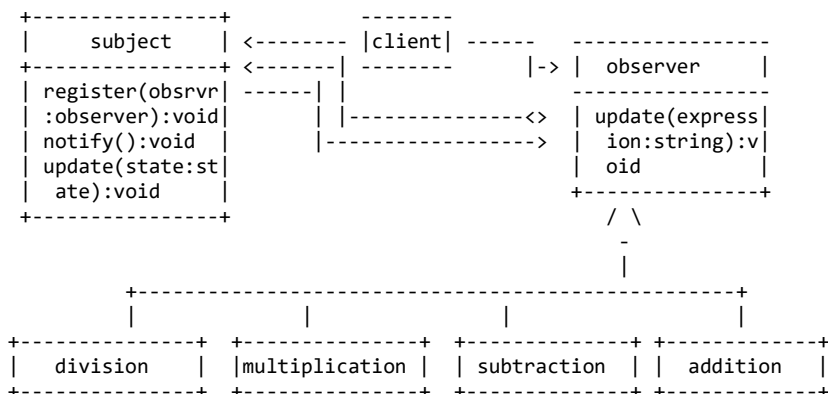 subject
client
observer
register(obsrvr
:observer):void
notify():void
update(state:st
ate):void
update(express
ion:string):v
oid
division
multiplication
subtraction
addition